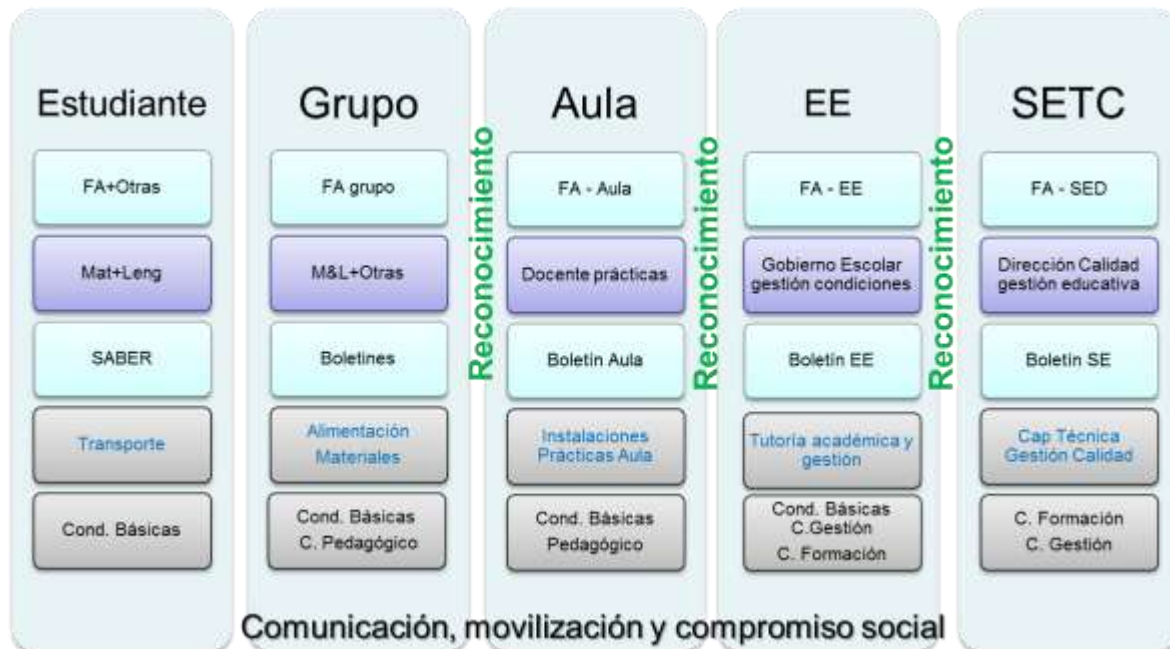 Estudiante
FA+Otras
Mat+Leng
SABER
Transporte
Cond. Básicas
Grupo
FA grupo
M&L+Otras
Boletines
Alimentación
Materiales
Cond. Básicas
C. Pedagógico
Reconocimiento
Aula
FA - Aula
Docente prácticas
Boletín Aula
Instalaciones
Prácticas Aula
Cond. Básicas
Pedagógico
Reconocimiento
EE
FA - EE
Gobierno Escolar
gestión condiciones
Boletín EE
Tutoría académica y
gestión
Cond. Básicas
C.Gestión
C. Formación
Reconocimiento
SETC
FA - SED
Dirección Calidad
gestión educativa
Boletín SE
Cap Técnica
Gestión Calidad
C. Formación
C. Gestión
Comunicación, movilización y compromiso social